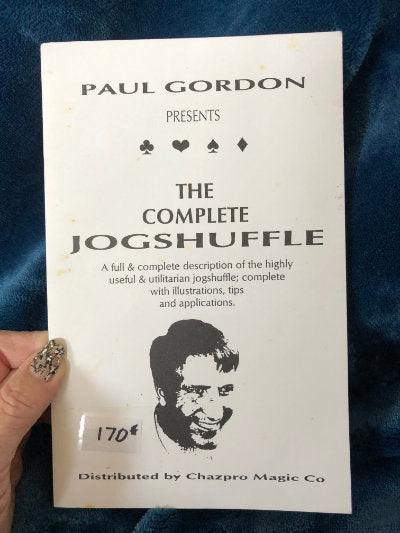 PAUL GORDON
PRESENTS
THE
COMPLETE
JOGSHUFFLE
A full & complete description of the highly
useful & utilitarian jogshuffle; complete
with illustrations, tips
and applications.
170¢
Distributed by Chazpro Magic Co